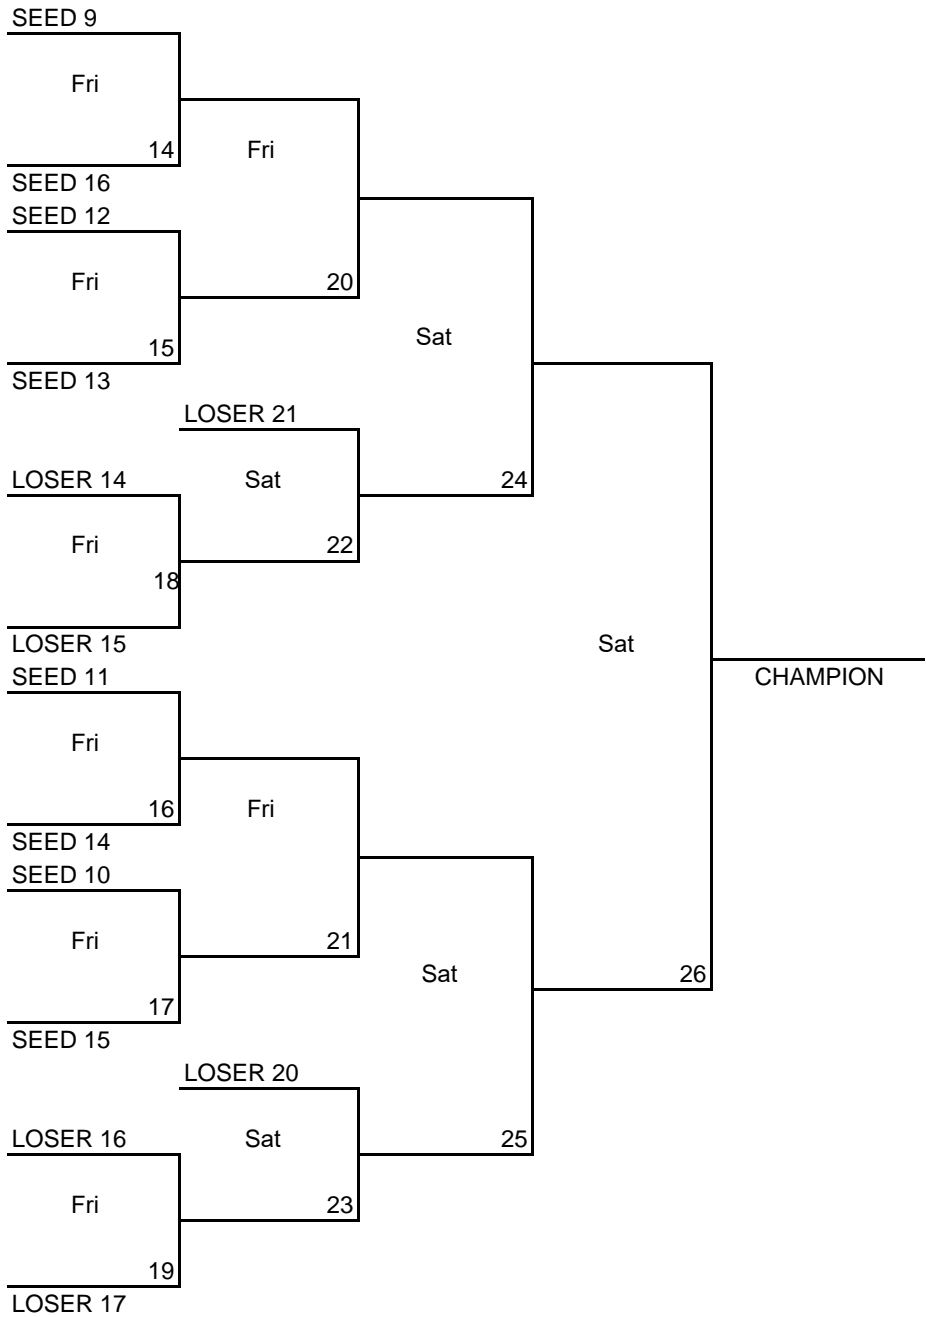 SEED 9
Fri
14
Fri
SEED 16
SEED 12
Fri
20
Sat
15
SEED 13
LOSER 21
LOSER 14
Sat
24
Fri
22
18
LOSER 15
Sat
SEED 11
CHAMPION
Fri
16
Fri
SEED 14
SEED 10
Fri
21
Sat
26
17
SEED 15
LOSER 20
LOSER 16
Sat
25
Fri
23
19
LOSER 17